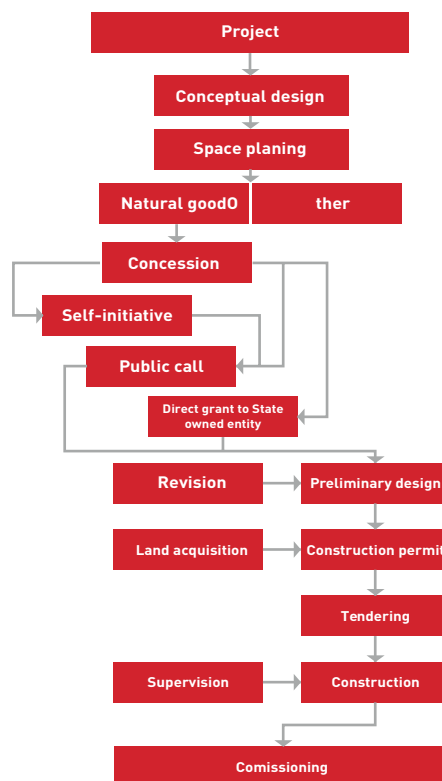 Project
Conceptual design
Space planing
Natural goodO
ther
Concession
Self-initiative
Public call
Direct grant to State
owned entity
Revision
Preliminary design
Land acquisition
Construction permit
Tendering
Supervision
Construction
Comissioning